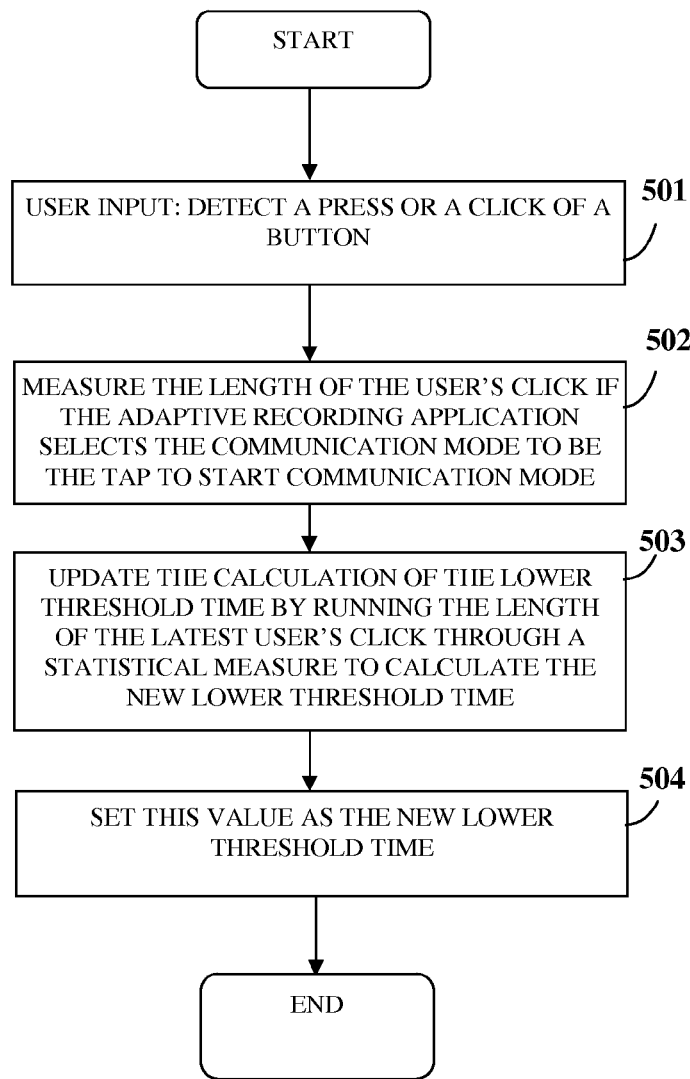 START
501
USER INPUT: DETECT A PRESS OR A CLICK OF A
BUTTON
502
MEASURE THE LENGTH OF THE USER'S CLICK IF
THE ADAPTIVE RECORDING APPLICATION
SELECTS THE COMMUNICATION MODE TO BE
THE TAP TO START COMMUNICATION MODE
503
UPDATE THE CALCULATION OF THE LOWER
THRESHOLD TIME BY RUNNING THE LENGTH
OF THE LATEST USER'S CLICK THROUGH A
STATISTICAL MEASURE TO CALCULATE THE
NEW LOWER THRESHOLD TIME
504
SET THIS VALUE AS THE NEW LOWER
THRESHOLD TIME
END